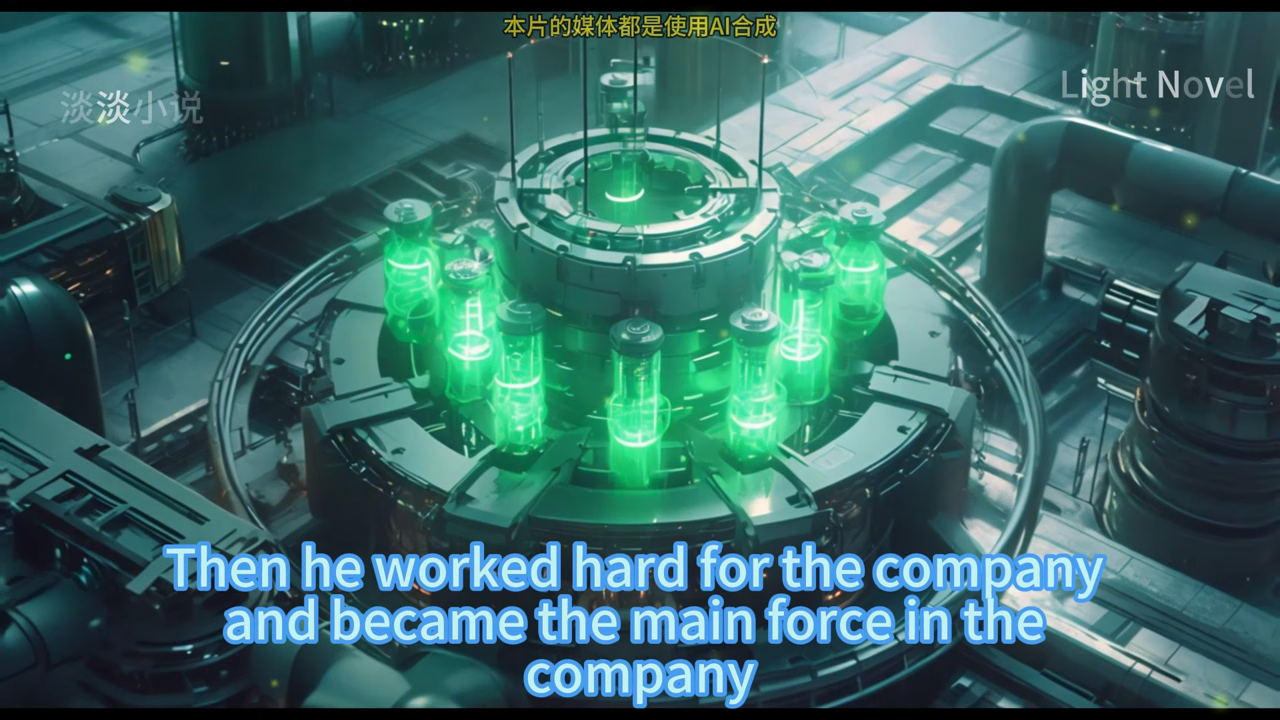 本片的媒体都是使用AI合成
淡淡小说
Light Novel
Then he worked hard for the company
and became the main force in the
company